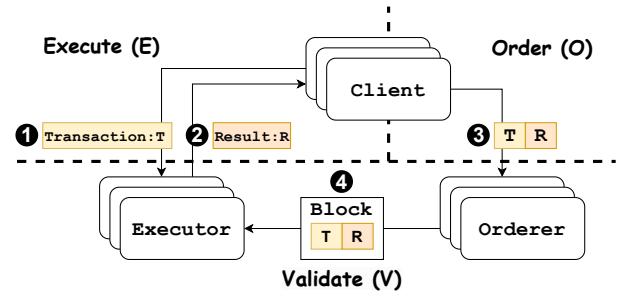 Execute (E)
Order (O)
Client
1 Transaction:T
2 Result:R
3 T R
4
Block
T R
Executor
Orderer
Validate (V)